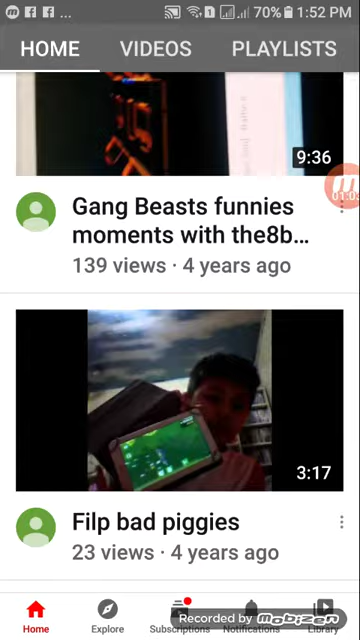 70% 1:52 PM
HOME VIDEOS PLAYLISTS
9:36
Gang Beasts funnies
moments with the8b...
139 views · 4 years ago
3:17
Filp bad piggies
23 views · 4 years ago
Home Explore Subscriptions Notifications Library
Recorded by Mobizen